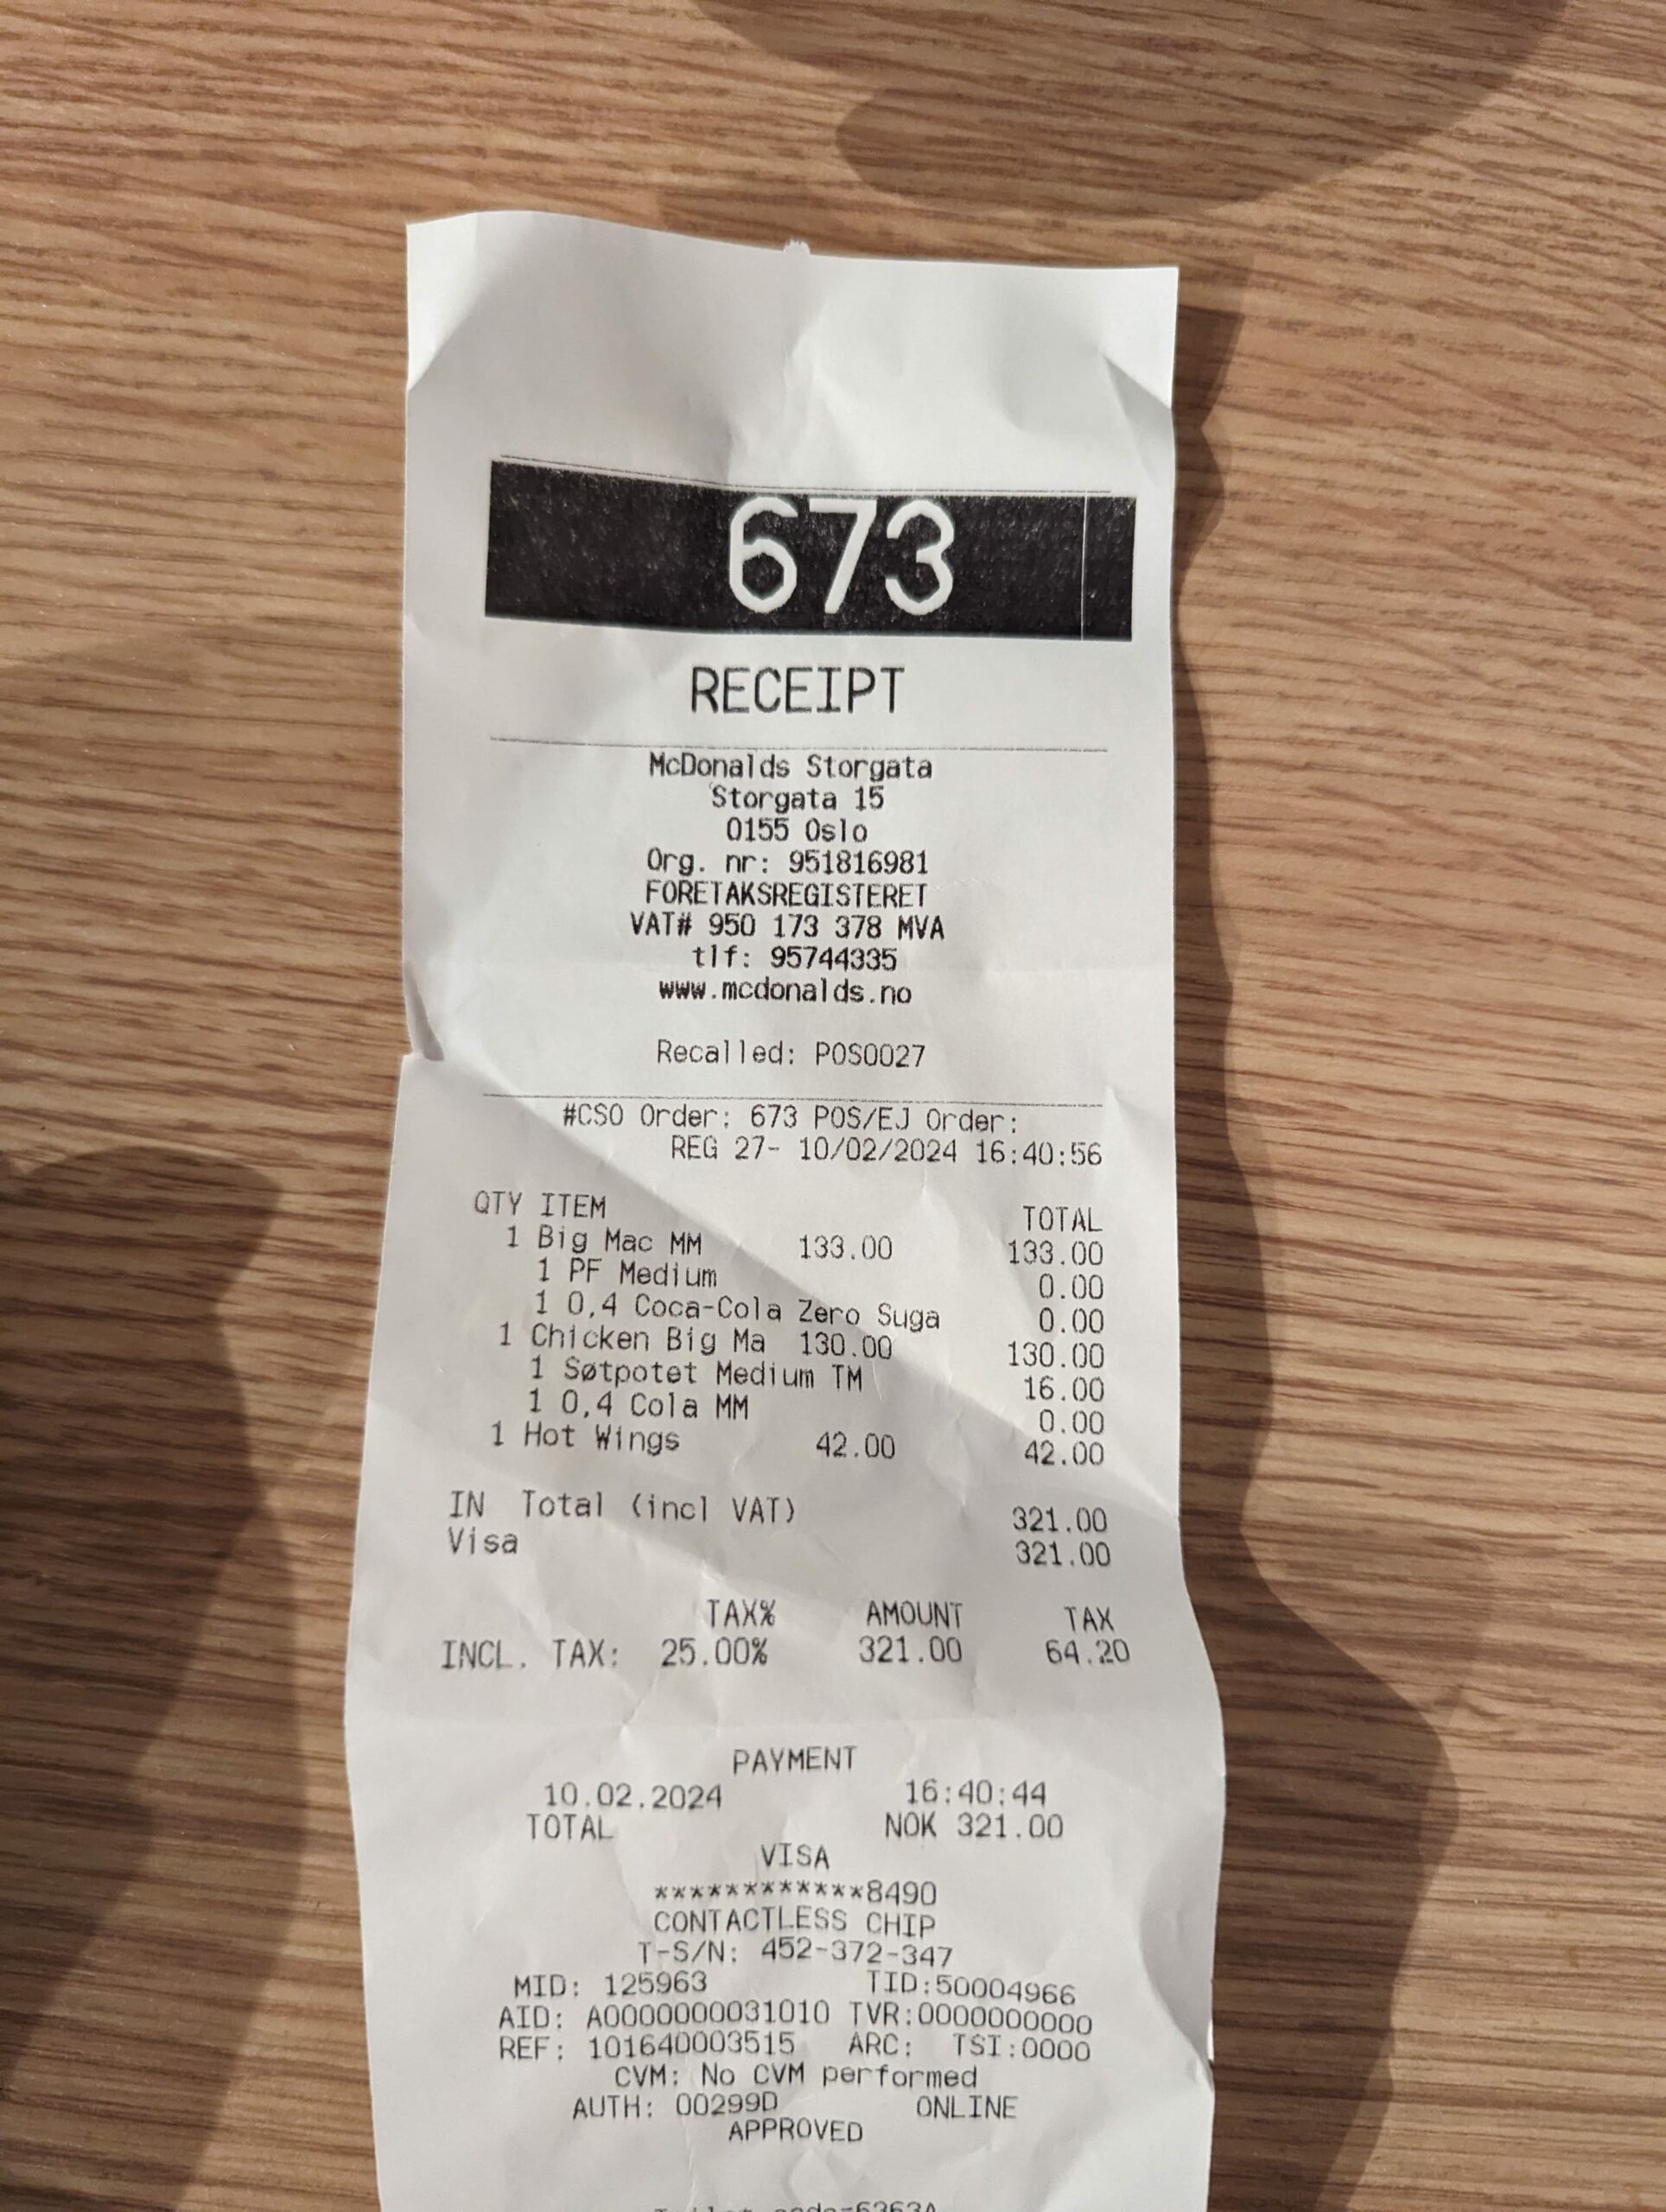 673
RECEIPT
McDonalds Storgata
Storgata 15
0155 Oslo
Org. nr: 951816981
FORETAKSREGISTERET
VAT# 950 173 378 MVA
tlf: 95744335
www.mcdonalds.no
Recalled: POS0027
#CSO Order: 673 POS/EJ Order:
REG 27- 10/02/2024 16:40:56
QTY ITEM TOTAL
1 Big Mac MM 133.00 133.00
1 PF Medium 0.00
1 0,4 Coca-Cola Zero Suga 0.00
1 Chicken Big Ma 130.00 130.00
1 Søtpotet Medium TM 16.00
1 0,4 Cola MM 0.00
1 Hot Wings 42.00 42.00
IN Total (incl VAT) 321.00
Visa 321.00
TAX% AMOUNT TAX
INCL. TAX: 25.00% 321.00 64.20
PAYMENT
10.02.2024 16:40:44
TOTAL NOK 321.00
VISA
************8490
CONTACTLESS CHIP
T-S/N: 452-372-347
MID: 125963 TID:50004966
AID: A0000000031010 TVR:0000000000
REF: 101640003515 ARC: TSI:0000
CVM: No CVM performed
AUTH: 00299D ONLINE
APPROVED